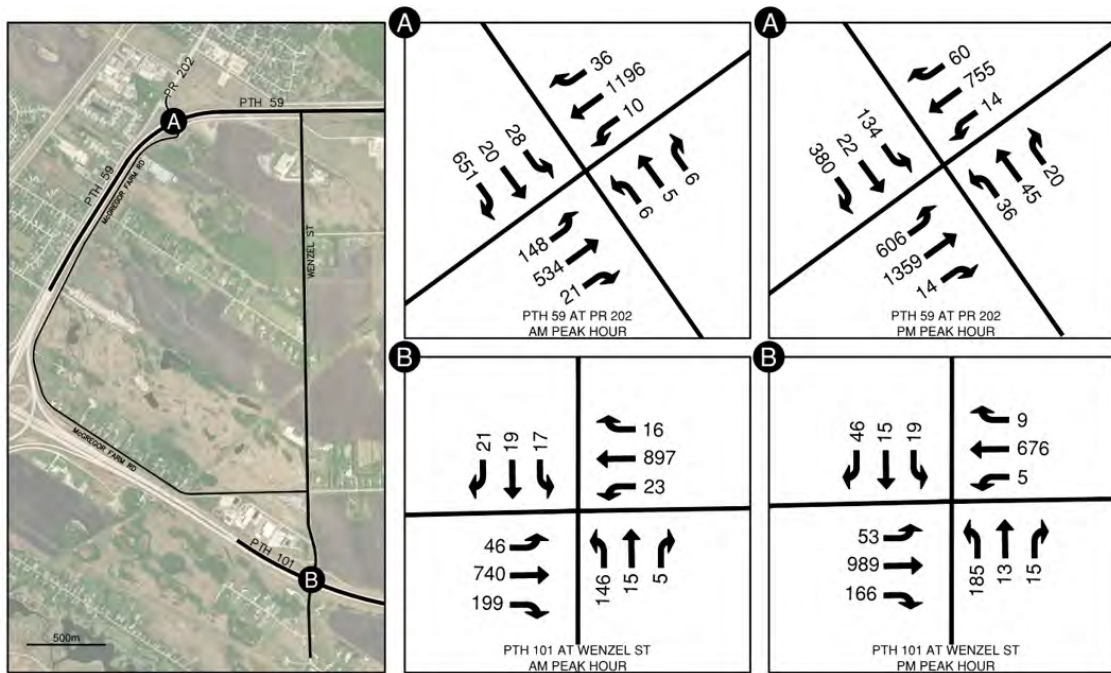 PR 202
PTH 59
A
PTH 59
McGREGOR FARM RD
WENZEL ST
McGREGOR FARM RD
PTH 101
B
500m
A
36
1196
10
28
20
651
6
5
6
148
534
21
PTH 59 AT PR 202
AM PEAK HOUR
A
60
755
14
134
22
380
20
45
36
606
1359
14
PTH 59 AT PR 202
PM PEAK HOUR
B
21 19 17
16
897
23
46
740
199
146 15 5
PTH 101 AT WENZEL ST
AM PEAK HOUR
B
46 15 19
9
676
5
53
989
166
185 13 15
PTH 101 AT WENZEL ST
PM PEAK HOUR